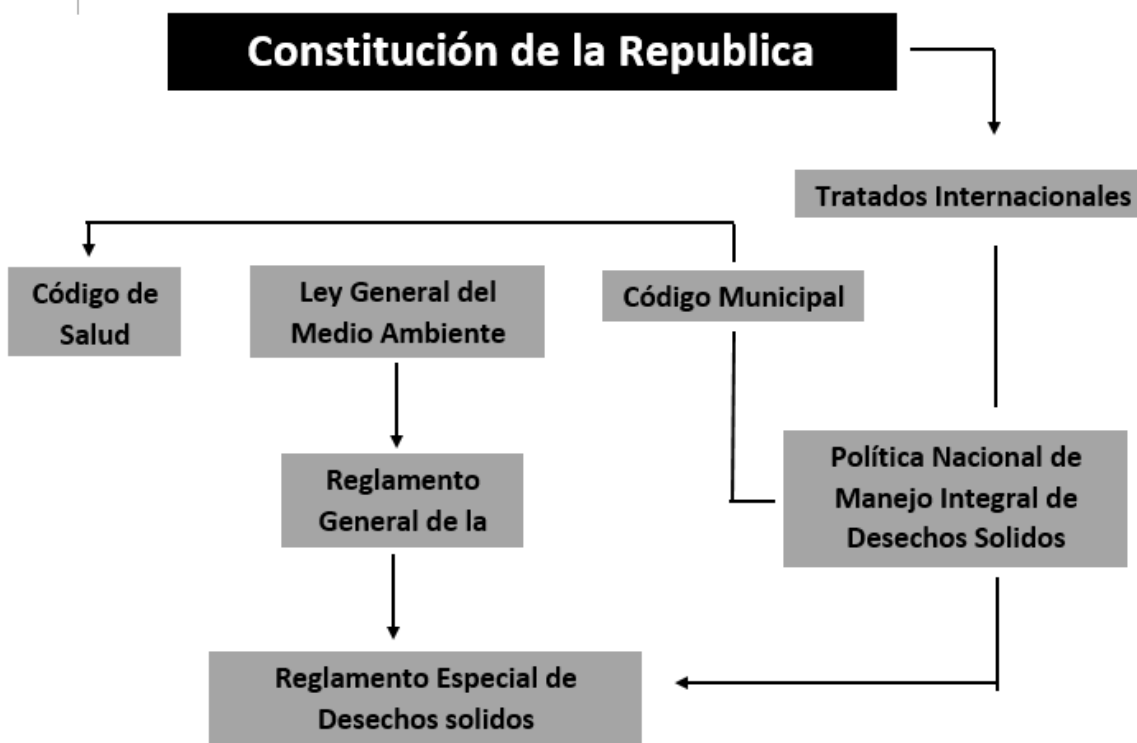 Constitución de la Republica
Tratados Internacionales
Código de
Salud
Ley General del
Medio Ambiente
Código Municipal
Reglamento
General de la
Política Nacional de
Manejo Integral de
Desechos Solidos
Reglamento Especial de
Desechos solidos